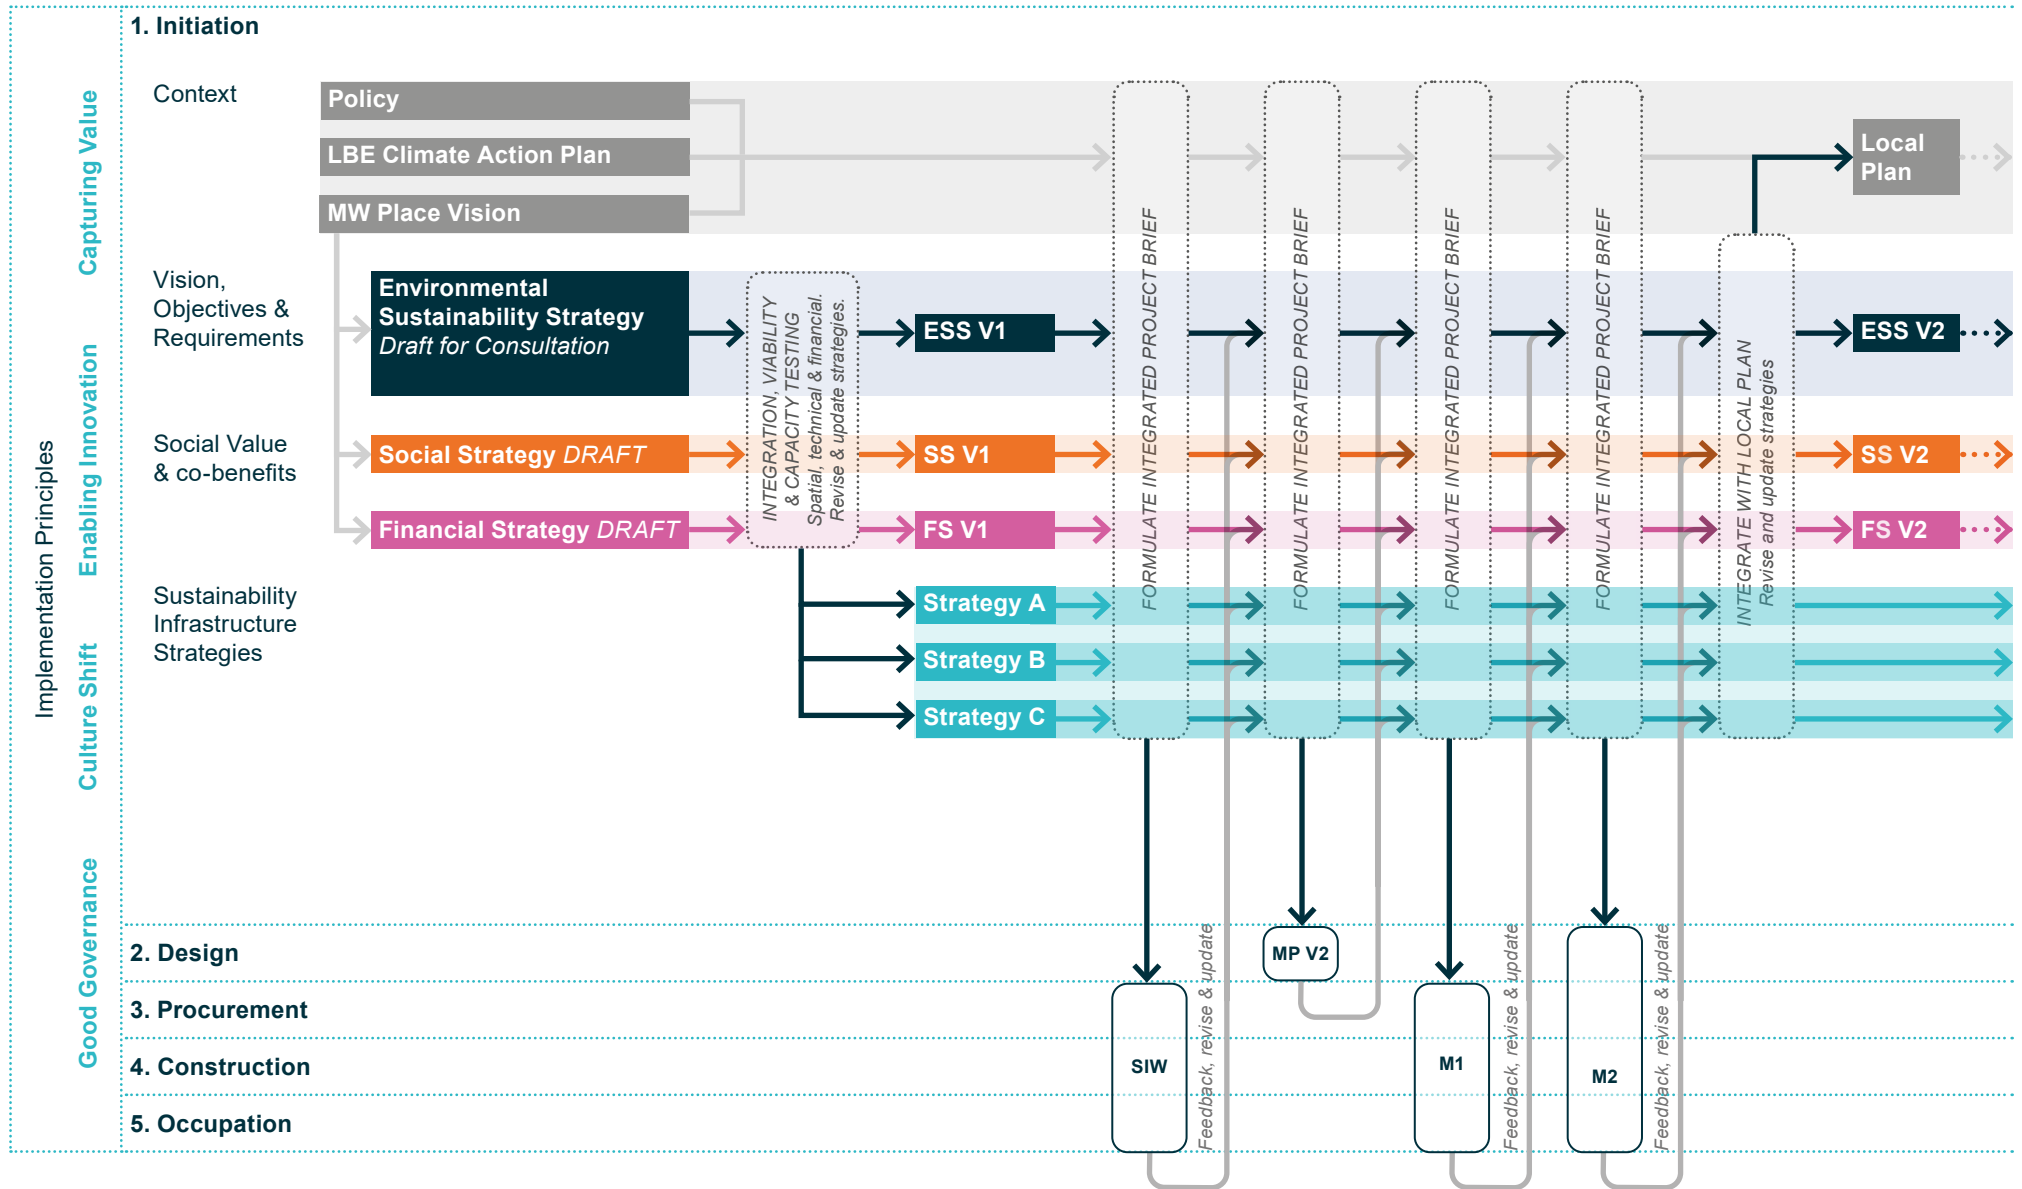 1. Initiation
Implementation Principles
Capturing Value
Enabling Innovation
Culture Shift
Good Governance
Context
Policy
LBE Climate Action Plan
MW Place Vision
Local
Plan
Vision,
Objectives &
Requirements
Environmental
Sustainability Strategy
Draft for Consultation
INTEGRATION, VIABILITY
& CAPACITY TESTING
Spatial, technical & financial.
Revise & update strategies.
ESS V1
FORMULATE INTEGRATED PROJECT BRIEF
FORMULATE INTEGRATED PROJECT BRIEF
FORMULATE INTEGRATED PROJECT BRIEF
FORMULATE INTEGRATED PROJECT BRIEF
INTEGRATE WITH LOCAL PLAN
Revise and update strategies
ESS V2
Social Value
& co-benefits
Social Strategy DRAFT
SS V1
SS V2
Financial Strategy DRAFT
FS V1
FS V2
Sustainability
Infrastructure
Strategies
Strategy A
Strategy B
Strategy C
2. Design
MP V2
3. Procurement
4. Construction
SIW
M1
M2
Feedback, revise & update
Feedback, revise & update
Feedback, revise & update
5. Occupation